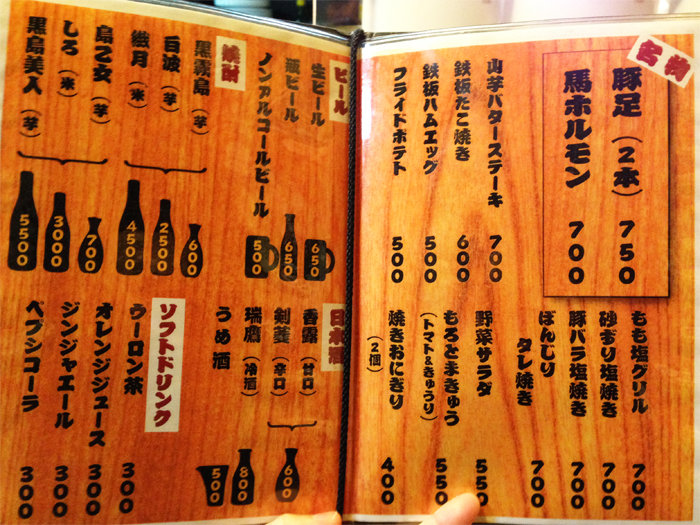 名物
豚足（2本） 750
馬ホルモン 700
山芋バターステーキ 700
鉄板たこ焼き 600
鉄板ハムエッグ 500
フライドポテト 500
もも塩グリル 700
砂ずり塩焼き 700
豚バラ塩焼き 700
ぼんじりタレ焼き 700
野菜サラダ 550
もろとまきゅう（トマト&きゅうり） 550
焼きおにぎり（2個） 400
ビール
生ビール 650
瓶ビール 650
ノンアルコールビール 500
焼酎
黒霧島（芋）
白波（芋）
繊月（米）
600
2500
4500
鳥乙女（芋）
しろ（米）
黒島美人（芋）
700
3000
5500
日本酒
香露（甘口）
剣菱（辛口）
600
瑞鷹（冷酒） 800
うめ酒 500
ソフトドリンク
ウーロン茶 300
オレンジジュース 300
ジンジャエール 300
ペプシコーラ 300